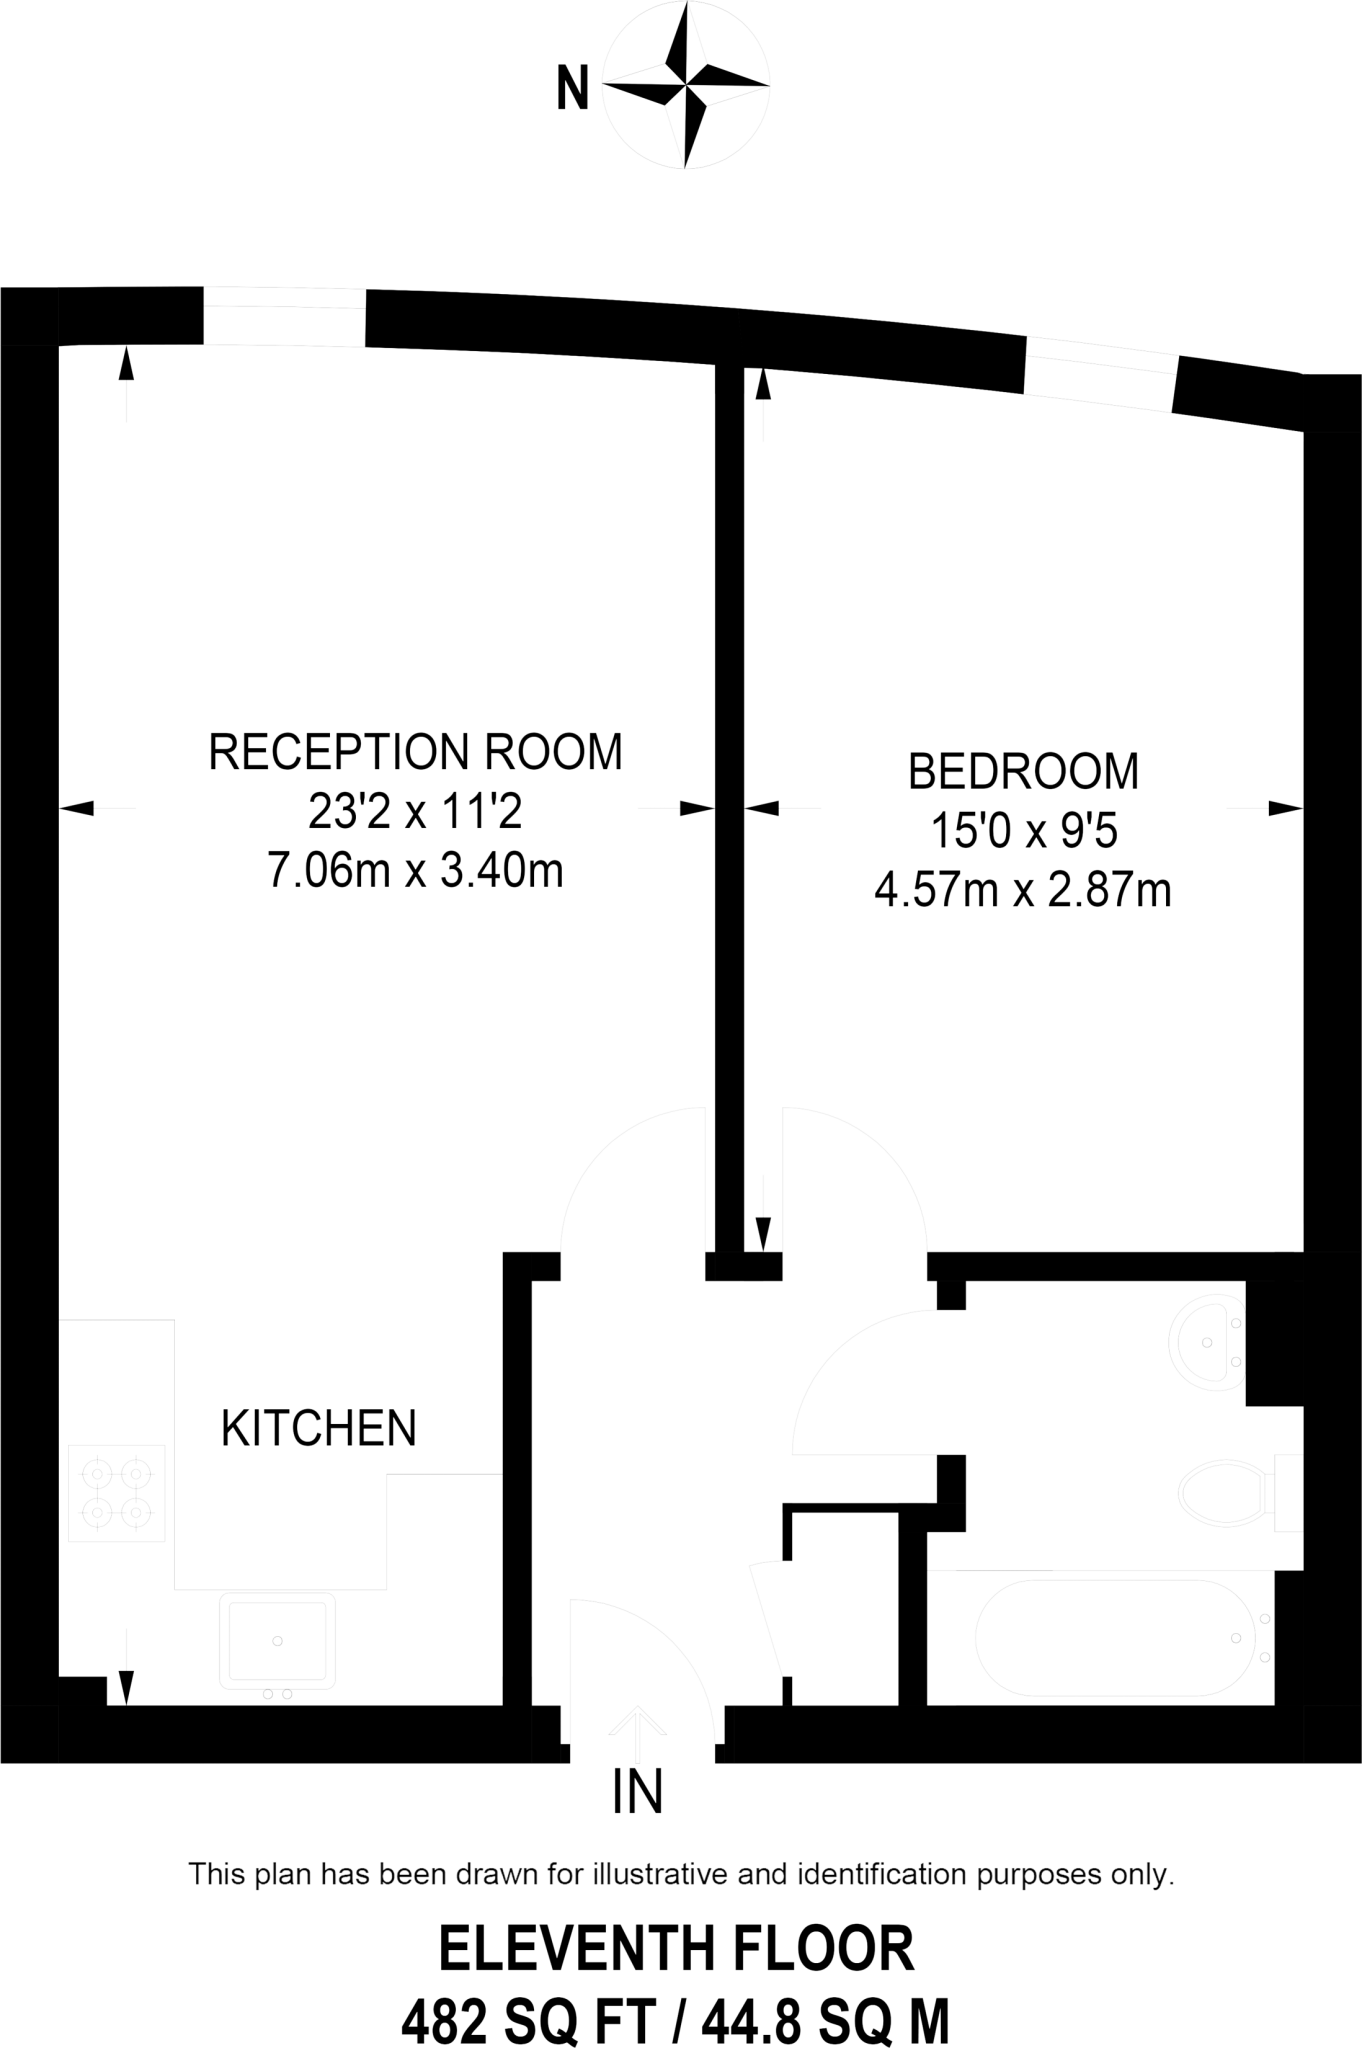 N
RECEPTION ROOM
23'2 x 11'2
7.06m x 3.40m
BEDROOM
15'0 x 9'5
4.57m x 2.87m
KITCHEN
IN
This plan has been drawn for illustrative and identification purposes only.
ELEVENTH FLOOR
482 SQ FT / 44.8 SQ M